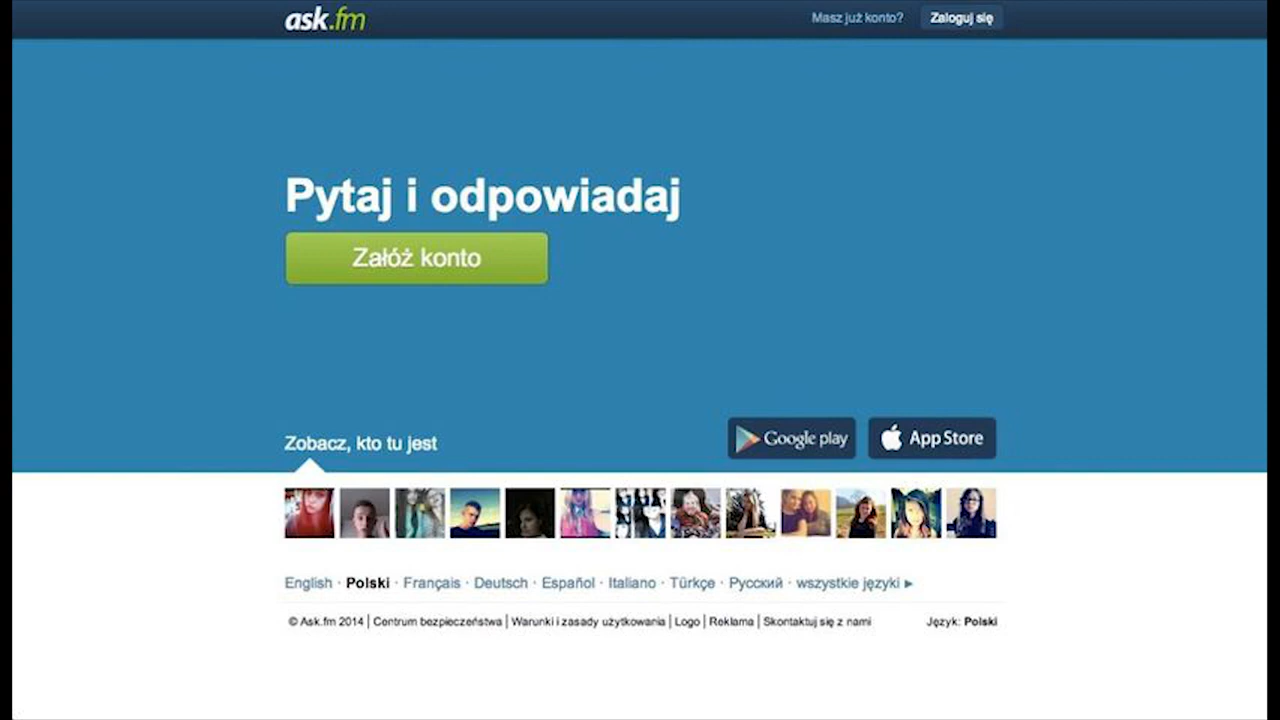 ask.fm Masz już konto? Zaloguj się
Pytaj i odpowiadaj
Załóż konto
Zobacz, kto tu jest Google play App Store
English · Polski · Français · Deutsch · Español · Italiano · Türkçe · Русский · wszystkie języki ▸
© Ask.fm 2014 | Centrum bezpieczeństwa | Warunki i zasady użytkowania | Logo | Reklama | Skontaktuj się z nami Język: Polski